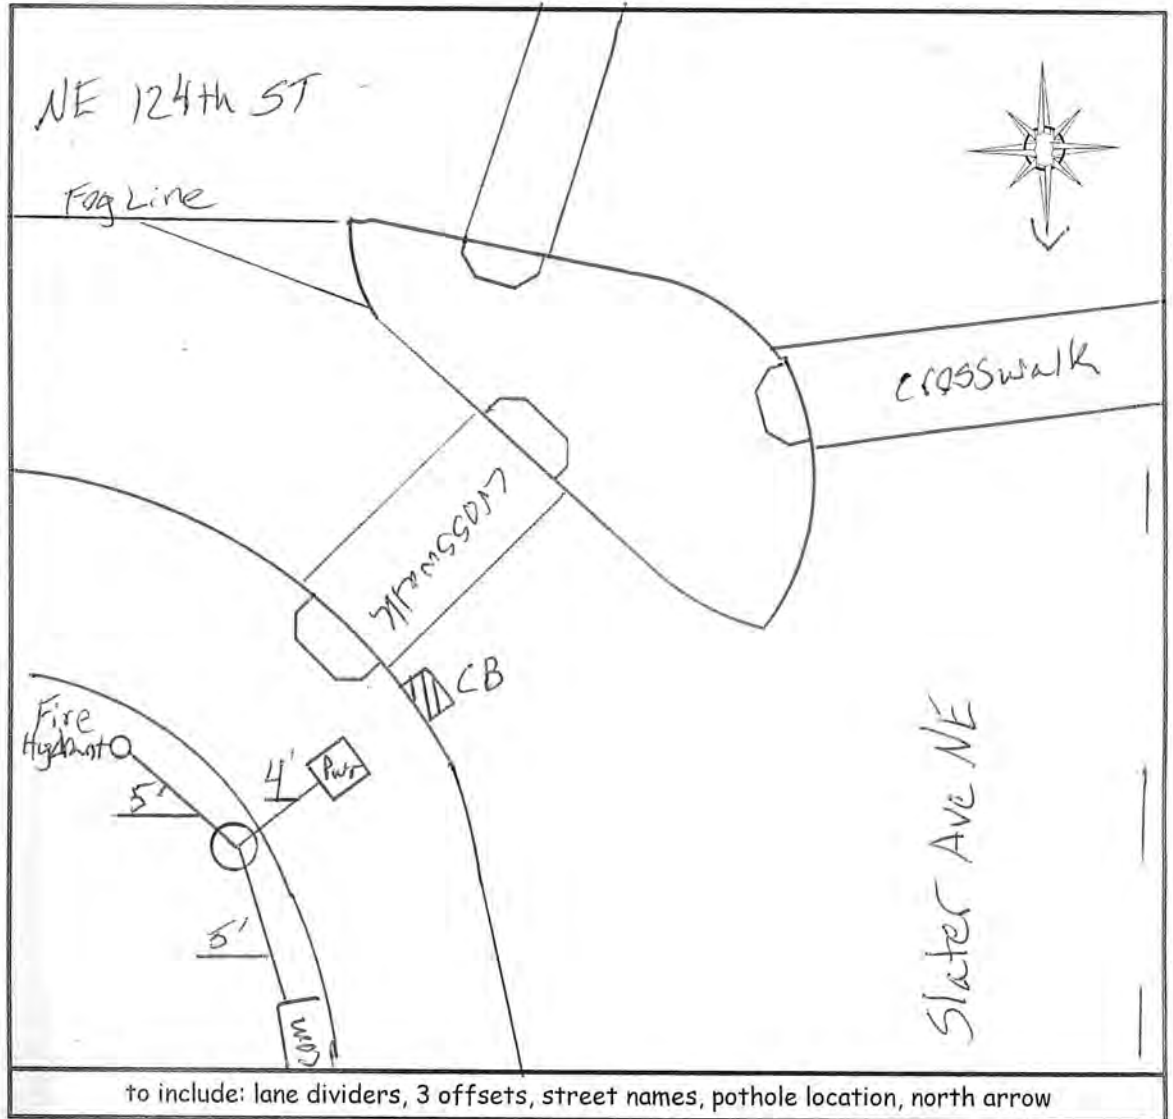 NE 124th ST
Fog Line
crosswalk
crosswalk
CB
Fire
Hydrant
Pwr
4'
5'
5'
Slater Ave NE
com
to include: lane dividers, 3 offsets, street names, pothole location, north arrow